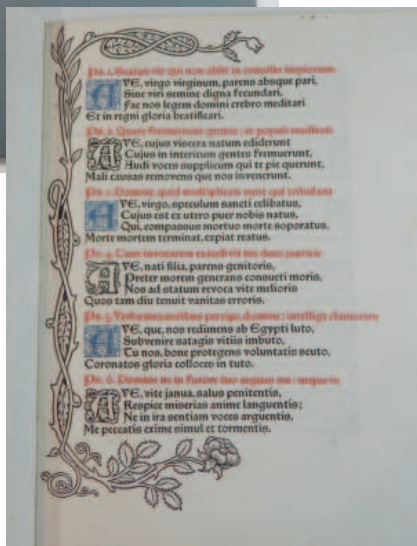 Ps. 1. Beatus vir qui non abiit in consilio impiorum
AVE, virgo virginum, parens absque pari,
Sine viri semine digna fecundari,
Fac nos legem domini crebro meditari
Et in regni gloria beatificari.
Ps. 2. Quare fremuerunt gentes: et populi meditati
AVE, cujus viscera natum ediderunt
Cujus in interitum gentes fremuerunt,
Audi voces supplicum qui te pie querunt,
Mali causas removens que nos invenerunt.
Domine, quid multiplicati sunt qui tribulant
AVE, virgo, speculum sancti celibatus,
Cujus est ex utero puer nobis natus,
Qui, compassus mortuo morte soporatus,
Morte mortem terminat, expiat reatus.
Ps. 4. Cum invocarem exaudivit me deus justicie
AVE, nati filia, parens genitoris,
Preter morem generans consueti moris,
Nos ad statum revoca vite melioris
Quos tam diu tenuit vanitas erroris.
Ps. 5. Verba mea auribus percipe, domine: intellige clamorem
AVE, que, nos redimens ab Egypti luto,
Subvenire satagis vitiis imbuto,
Tu nos, bone protegens voluntatis scuto,
Coronatos gloria colloces in tuto.
Ps. 6. Domine ne in furore tuo arguas me: neque in
AVE, vite janua, salus penitentis,
Respice miserias anime languentis;
Ne in ira sentiam voces arguentis,
Me peccatis exime simul et tormentis.